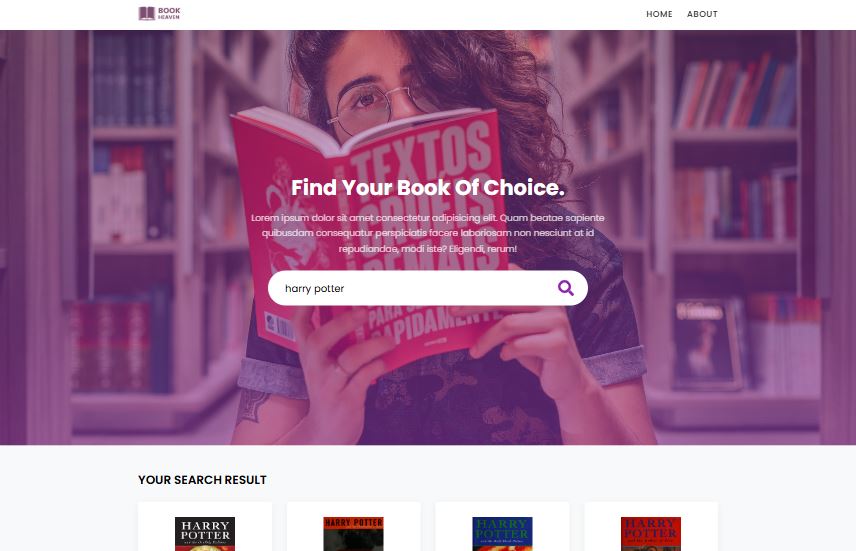 BOOK
HEAVEN
HOME ABOUT
TEXTOS
CRUELS
Find Your Book Of Choice.
Lorem ipsum dolor sit amet consectetur adipisicing elit. Quam beatae sapiente
quibusdam consequatur perspiciatis facere laboriosam non nesciunt at id
repudiandae, modi iste? Eligendi, rerum!
harry potter
PARA
RAPIDAMENTE
YOUR SEARCH RESULT
HARRY
POTTER
HARRY POTTER
HARRY
POTTER
HARRY
POTTER